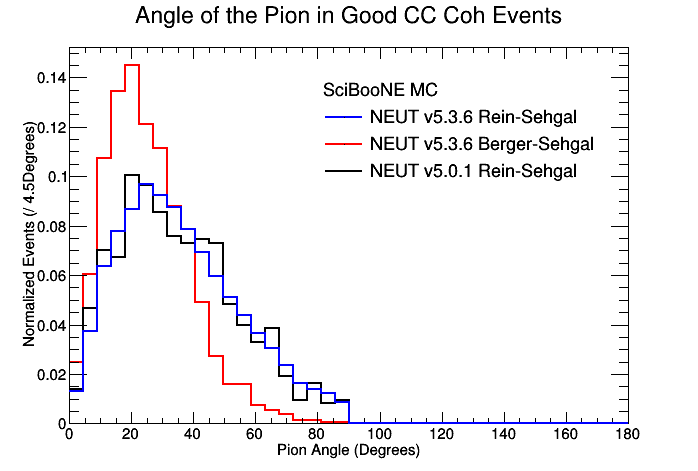 Angle of the Pion in Good CC Coh Events
SciBooNE MC
NEUT v5.3.6 Rein-Sehgal
NEUT v5.3.6 Berger-Sehgal
NEUT v5.0.1 Rein-Sehgal
Normalized Events (/ 4.5Degrees)
0.14
0.12
0.1
0.08
0.06
0.04
0.02
0
0 20 40 60 80 100 120 140 160 180
Pion Angle (Degrees)